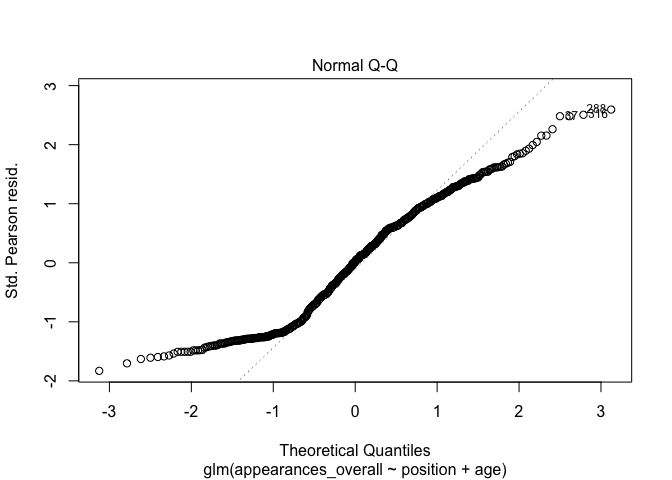 Normal Q-Q
3
2
1
0
-1
-2
Std. Pearson resid.
288
37
316
-3 -2 -1 0 1 2 3
Theoretical Quantiles
glm(appearances_overall ~ position + age)